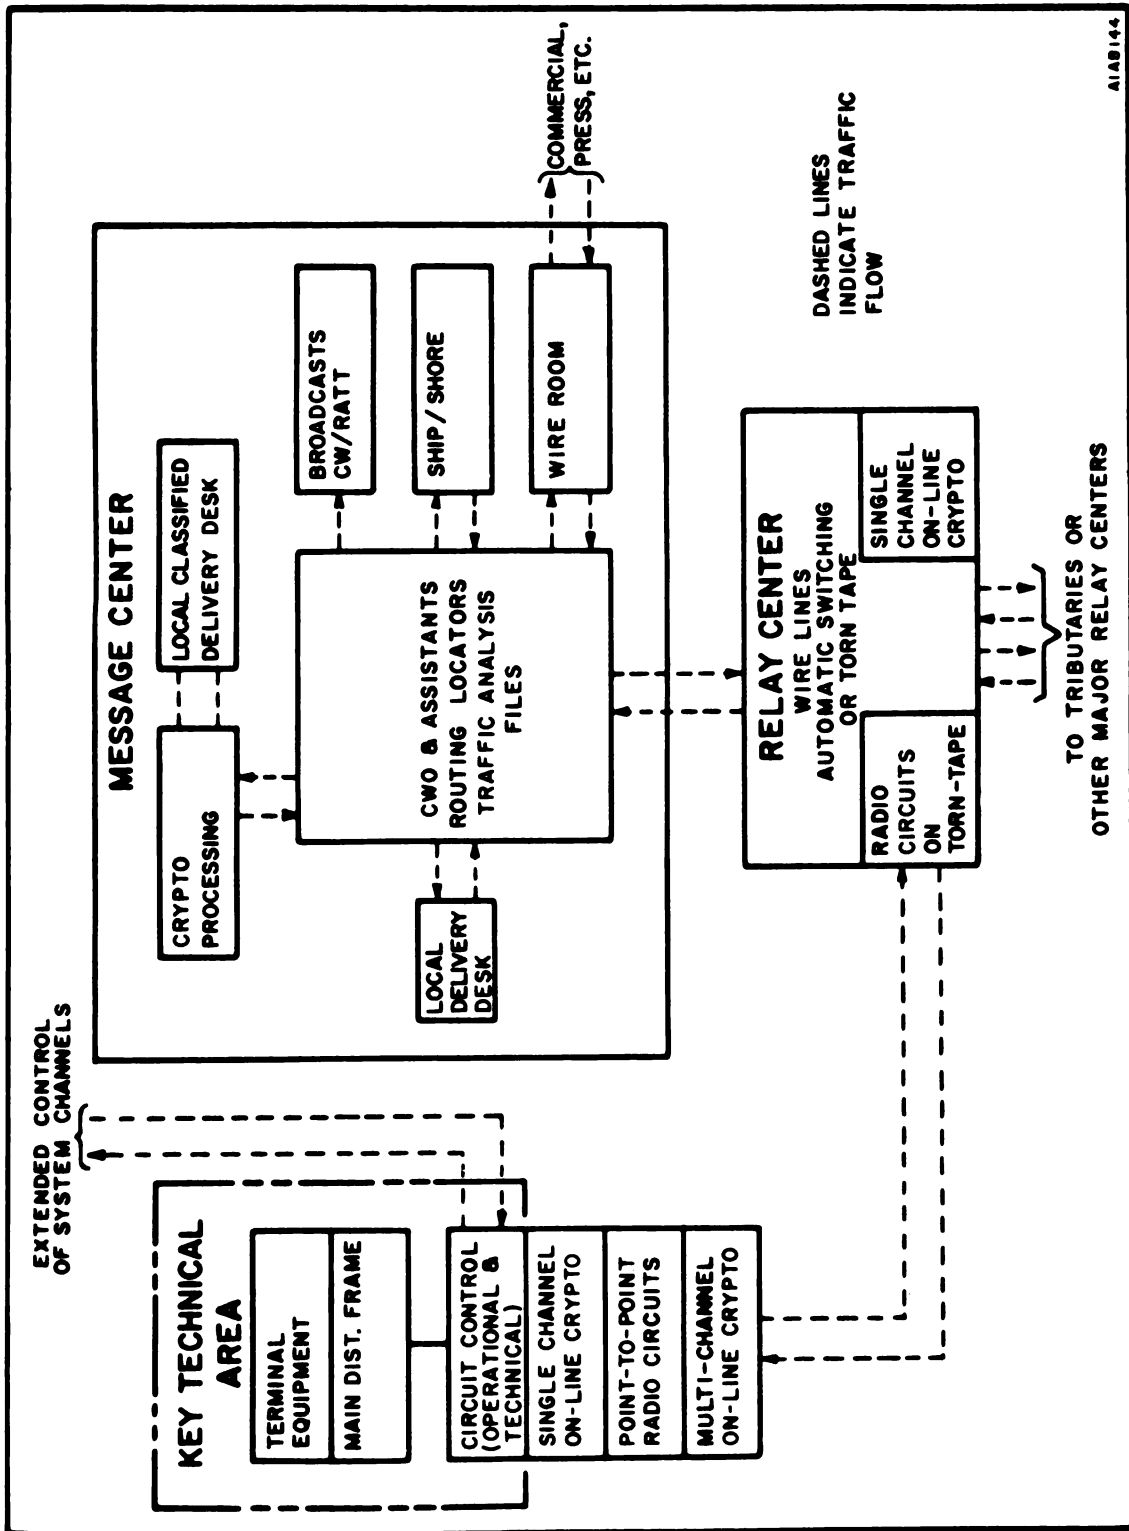 EXTENDED CONTROL
OF SYSTEM CHANNELS
KEY TECHNICAL
AREA
TERMINAL
EQUIPMENT
MAIN DIST. FRAME
CIRCUIT CONTROL
(OPERATIONAL &
TECHNICAL)
SINGLE CHANNEL
ON-LINE CRYPTO
POINT-TO-POINT
RADIO CIRCUITS
MULTI-CHANNEL
ON-LINE CRYPTO
MESSAGE CENTER
CRYPTO
PROCESSING
LOCAL CLASSIFIED
DELIVERY DESK
LOCAL
DELIVERY
DESK
CWO & ASSISTANTS
ROUTING LOCATORS
TRAFFIC ANALYSIS
FILES
BROADCASTS
CW/RATT
SHIP/SHORE
WIRE ROOM
COMMERCIAL,
PRESS, ETC.
RELAY CENTER
WIRE LINES
AUTOMATIC SWITCHING
OR TORN TAPE
RADIO
CIRCUITS
ON
TORN-TAPE
SINGLE
CHANNEL
ON-LINE
CRYPTO
TO TRIBUTARIES OR
OTHER MAJOR RELAY CENTERS
DASHED LINES
INDICATE TRAFFIC
FLOW
A1AB144